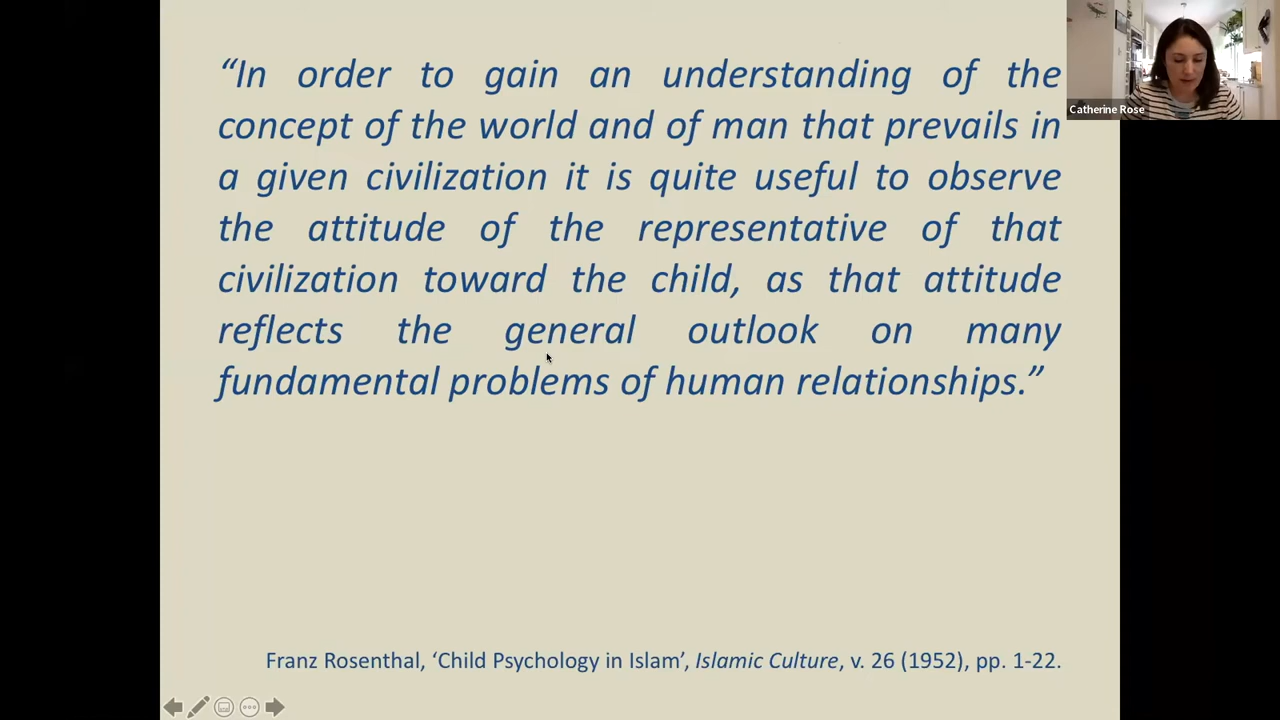 “In order to gain an understanding of the
concept of the world and of man that prevails in
a given civilization it is quite useful to observe
the attitude of the representative of that
civilization toward the child, as that attitude
reflects the general outlook on many
fundamental problems of human relationships.”
Franz Rosenthal, ‘Child Psychology in Islam’, Islamic Culture, v. 26 (1952), pp. 1-22.
Catherine Rose